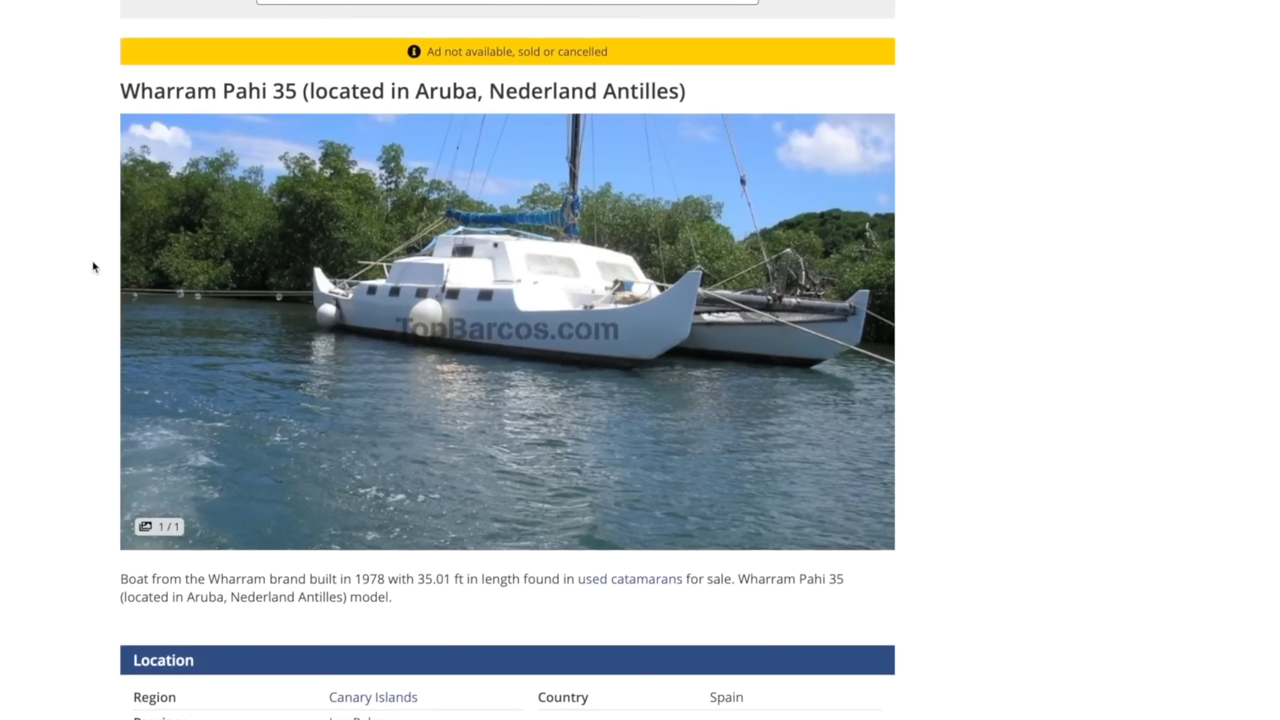 Ad not available, sold or cancelled
Wharram Pahi 35 (located in Aruba, Nederland Antilles)
TopBarcos.com
1 / 1
Boat from the Wharram brand built in 1978 with 35.01 ft in length found in used catamarans for sale. Wharram Pahi 35
(located in Aruba, Nederland Antilles) model.
Location
Region Canary Islands Country Spain